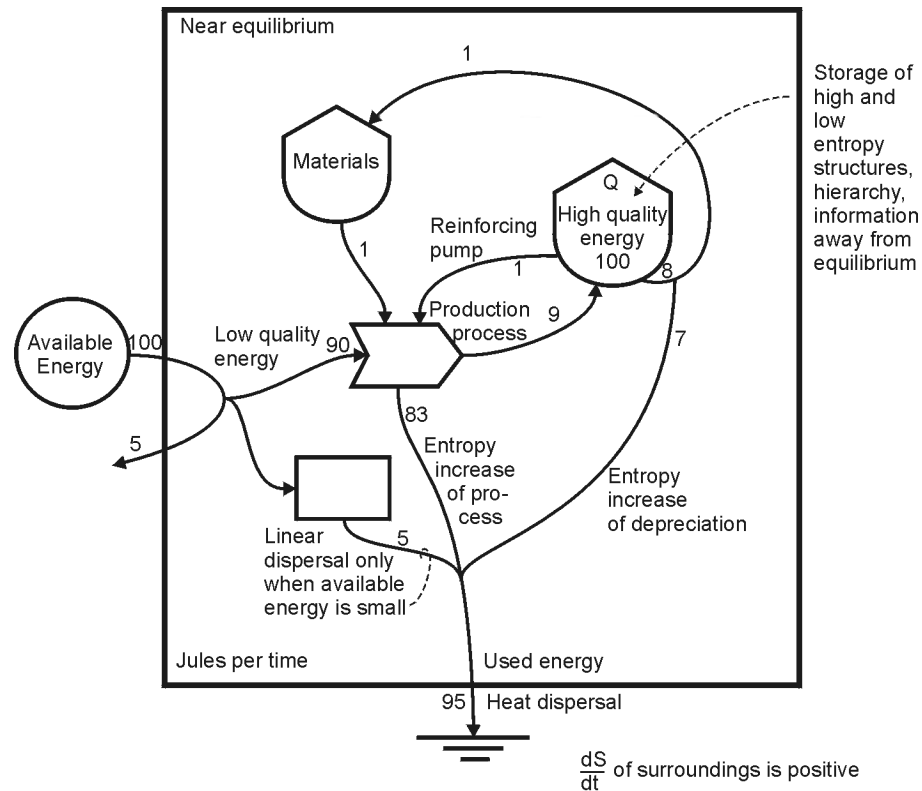 Near equilibrium
1
Storage of
high and
low
entropy
structures,
hierarchy,
information
away from
equilibrium
Materials
Q
High quality
energy
100
8
Reinforcing
pump
1
1
Production
process
9
7
Available
Energy
100
Low quality
energy
90
5
83
Entropy
increase
of pro-
cess
Entropy
increase
of depreciation
Linear
dispersal only
when available
energy is small
5
Jules per time
Used energy
95
Heat dispersal
dS
dt
of surroundings is positive